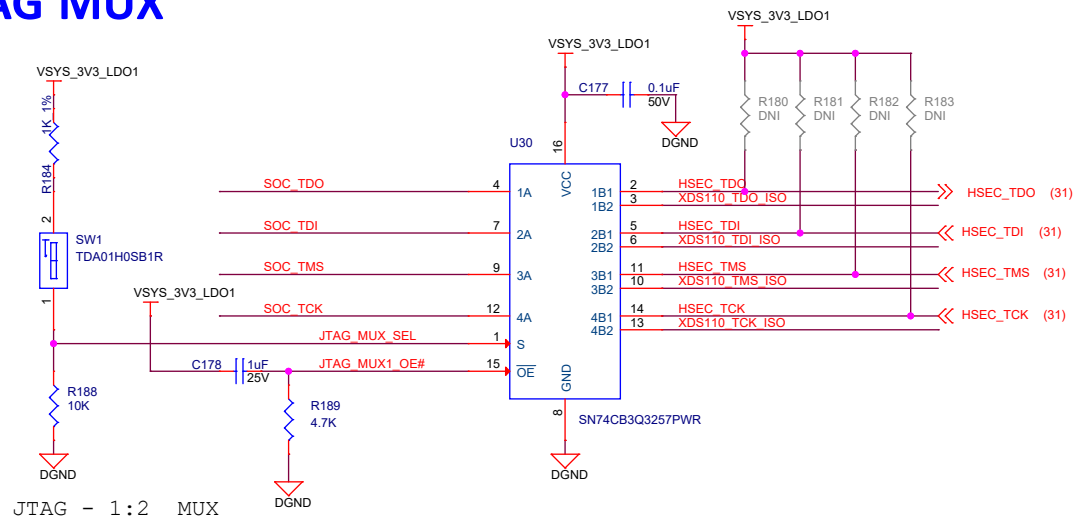 AG MUX
VSYS_3V3_LDO1
VSYS_3V3_LDO1
VSYS_3V3_LDO1
C177
0.1uF
50V
DGND
R180
DNI
R181
DNI
R182
DNI
R183
DNI
1K 1%
R184
2
SW1
TDA01H0SB1R
1
U30
16
VCC
SOC_TDO
4
1A
1B1
2
HSEC_TDO
HSEC_TDO (31)
1B2
3
XDS110_TDO_ISO
SOC_TDI
7
2A
2B1
5
HSEC_TDI
HSEC_TDI (31)
2B2
6
XDS110_TDI_ISO
SOC_TMS
9
3A
3B1
11
HSEC_TMS
HSEC_TMS (31)
3B2
10
XDS110_TMS_ISO
VSYS_3V3_LDO1
SOC_TCK
12
4A
4B1
14
HSEC_TCK
HSEC_TCK (31)
4B2
13
XDS110_TCK_ISO
JTAG_MUX_SEL
1
S
C178
1uF
25V
JTAG_MUX1_OE#
15
OE
GND
8
SN74CB3Q3257PWR
R188
10K
R189
4.7K
DGND
DGND
DGND
JTAG - 1:2 MUX